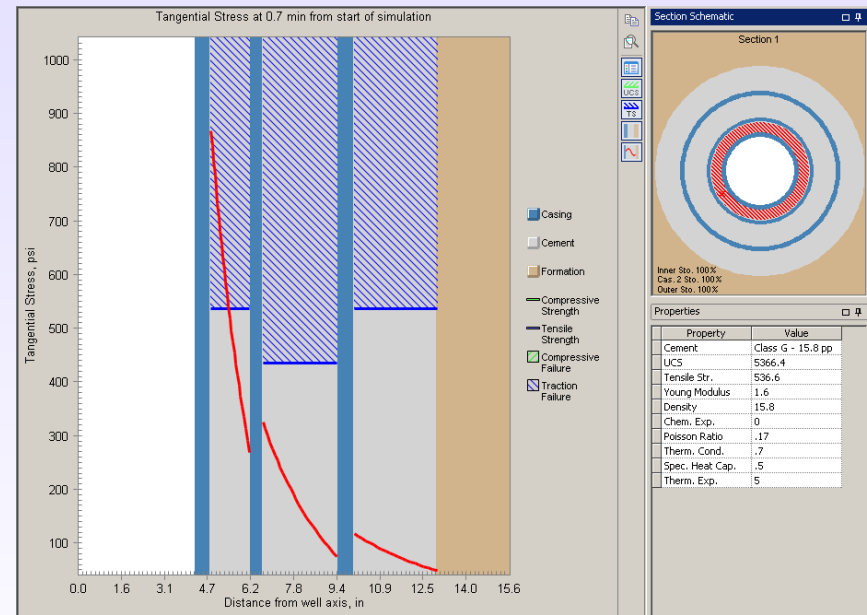 Tangential Stress at 0.7 min from start of simulation
Tangential Stress, psi
1000
900
800
700
600
500
400
300
200
100
0.0 1.6 3.1 4.7 6.2 7.8 9.4 10.9 12.5 14.0 15.6
Distance from well axis, in
UCS
TS
Casing
Cement
Formation
Compressive
Strength
Tensile
Strength
Compressive
Failure
Traction
Failure
Section Schematic
Section 1
Inner Sto. 100%
Cas. 2 Sto. 100%
Outer Sto. 100%
Properties
Property Value
Cement Class G - 15.8 pp
UCS 5366.4
Tensile Str. 536.6
Young Modulus 1.6
Density 15.8
Chem. Exp. 0
Poisson Ratio .17
Therm. Cond. .7
Spec. Heat Cap. .5
Therm. Exp. 5